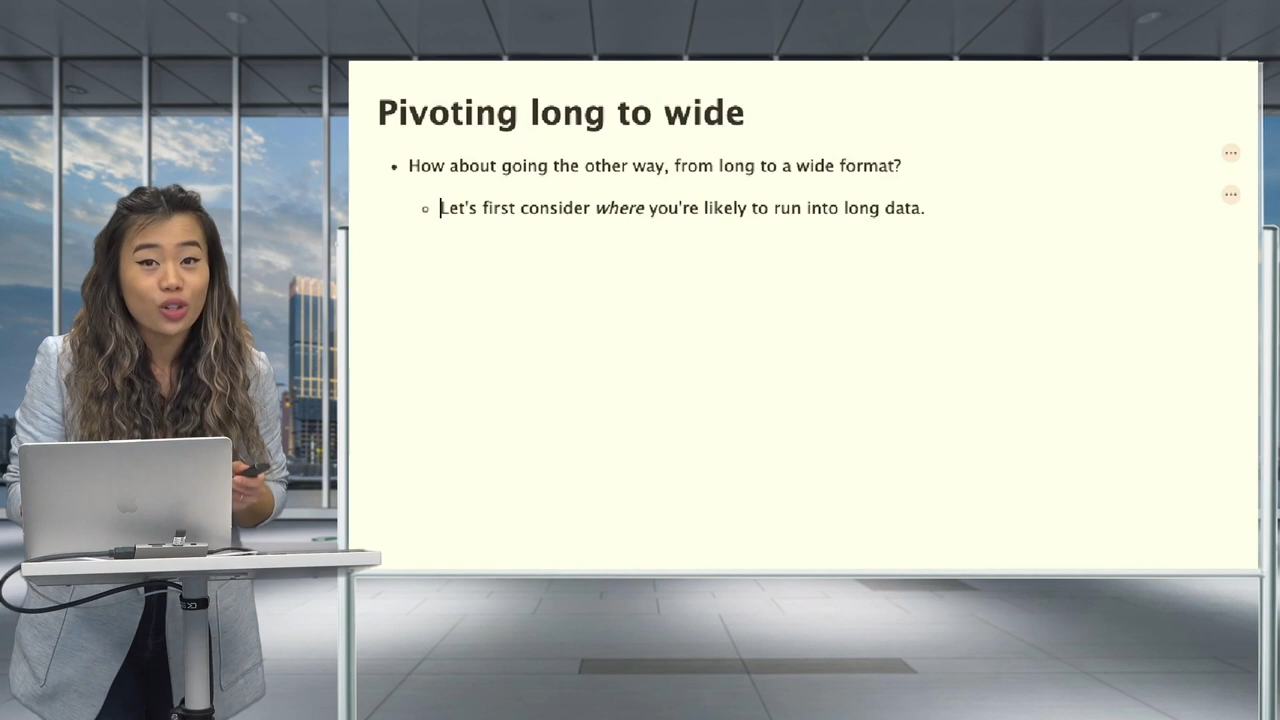 Pivoting long to wide
• How about going the other way, from long to a wide format?
○ Let's first consider where you're likely to run into long data.